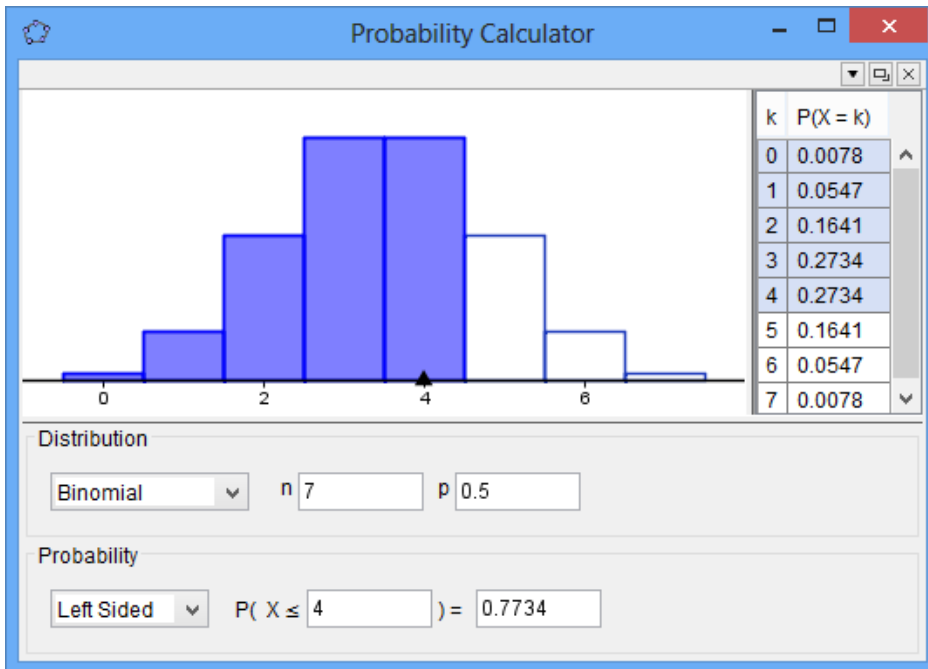 Probability Calculator
k P(X = k)
0 0.0078
1 0.0547
2 0.1641
3 0.2734
4 0.2734
5 0.1641
6 0.0547
7 0.0078
0 2 4 6
Distribution
Binomial n 7 p 0.5
Probability
Left Sided P( X ≤ 4 ) = 0.7734